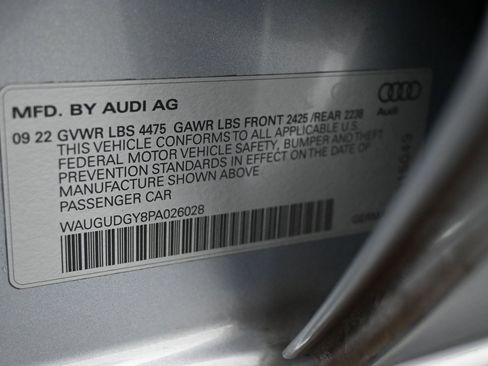 MFD. BY AUDI AG
Audi
09 22 GVWR LBS 4475 GAWR LBS FRONT 2425 /REAR 2238
THIS VEHICLE CONFORMS TO ALL APPLICABLE U.S.
FEDERAL MOTOR VEHICLE SAFETY, BUMPER AND THEFT
PREVENTION STANDARDS IN EFFECT ON THE DATE OF
MANUFACTURE SHOWN ABOVE
PASSENGER CAR
WAUGUDGY8PA026028